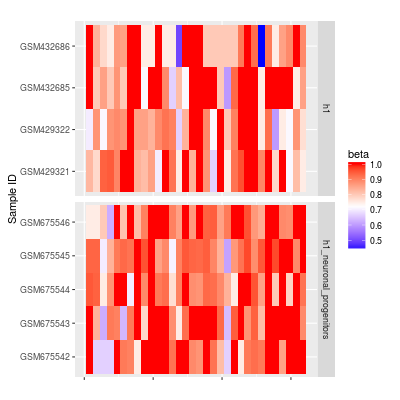 Sample ID
GSM432686
GSM432685
GSM429322
GSM429321
h1
GSM675546
GSM675545
GSM675544
GSM675543
GSM675542
h1_neuronal_progenitors
beta
1.0
0.9
0.8
0.7
0.6
0.5